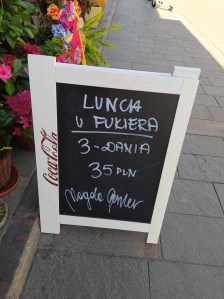 LUNCH
U FUKIERA
3-DANIA
35 PLN
Magda Gessler
Coca-Cola